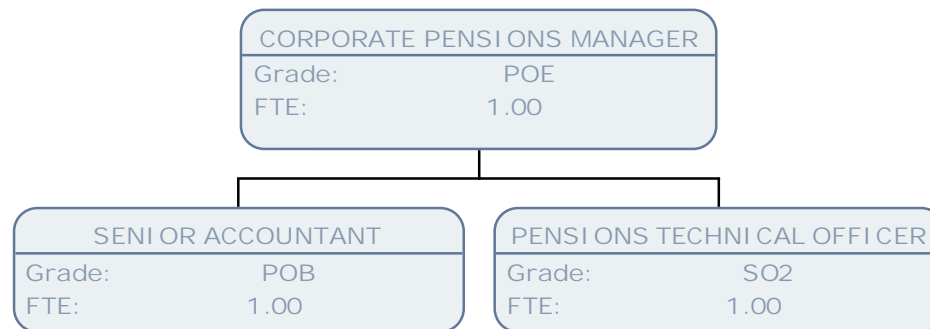 CORPORATE PENSIONS MANAGER
Grade: POE
FTE: 1.00
SENIOR ACCOUNTANT
Grade: POB
FTE: 1.00
PENSIONS TECHNICAL OFFICER
Grade: SO2
FTE: 1.00